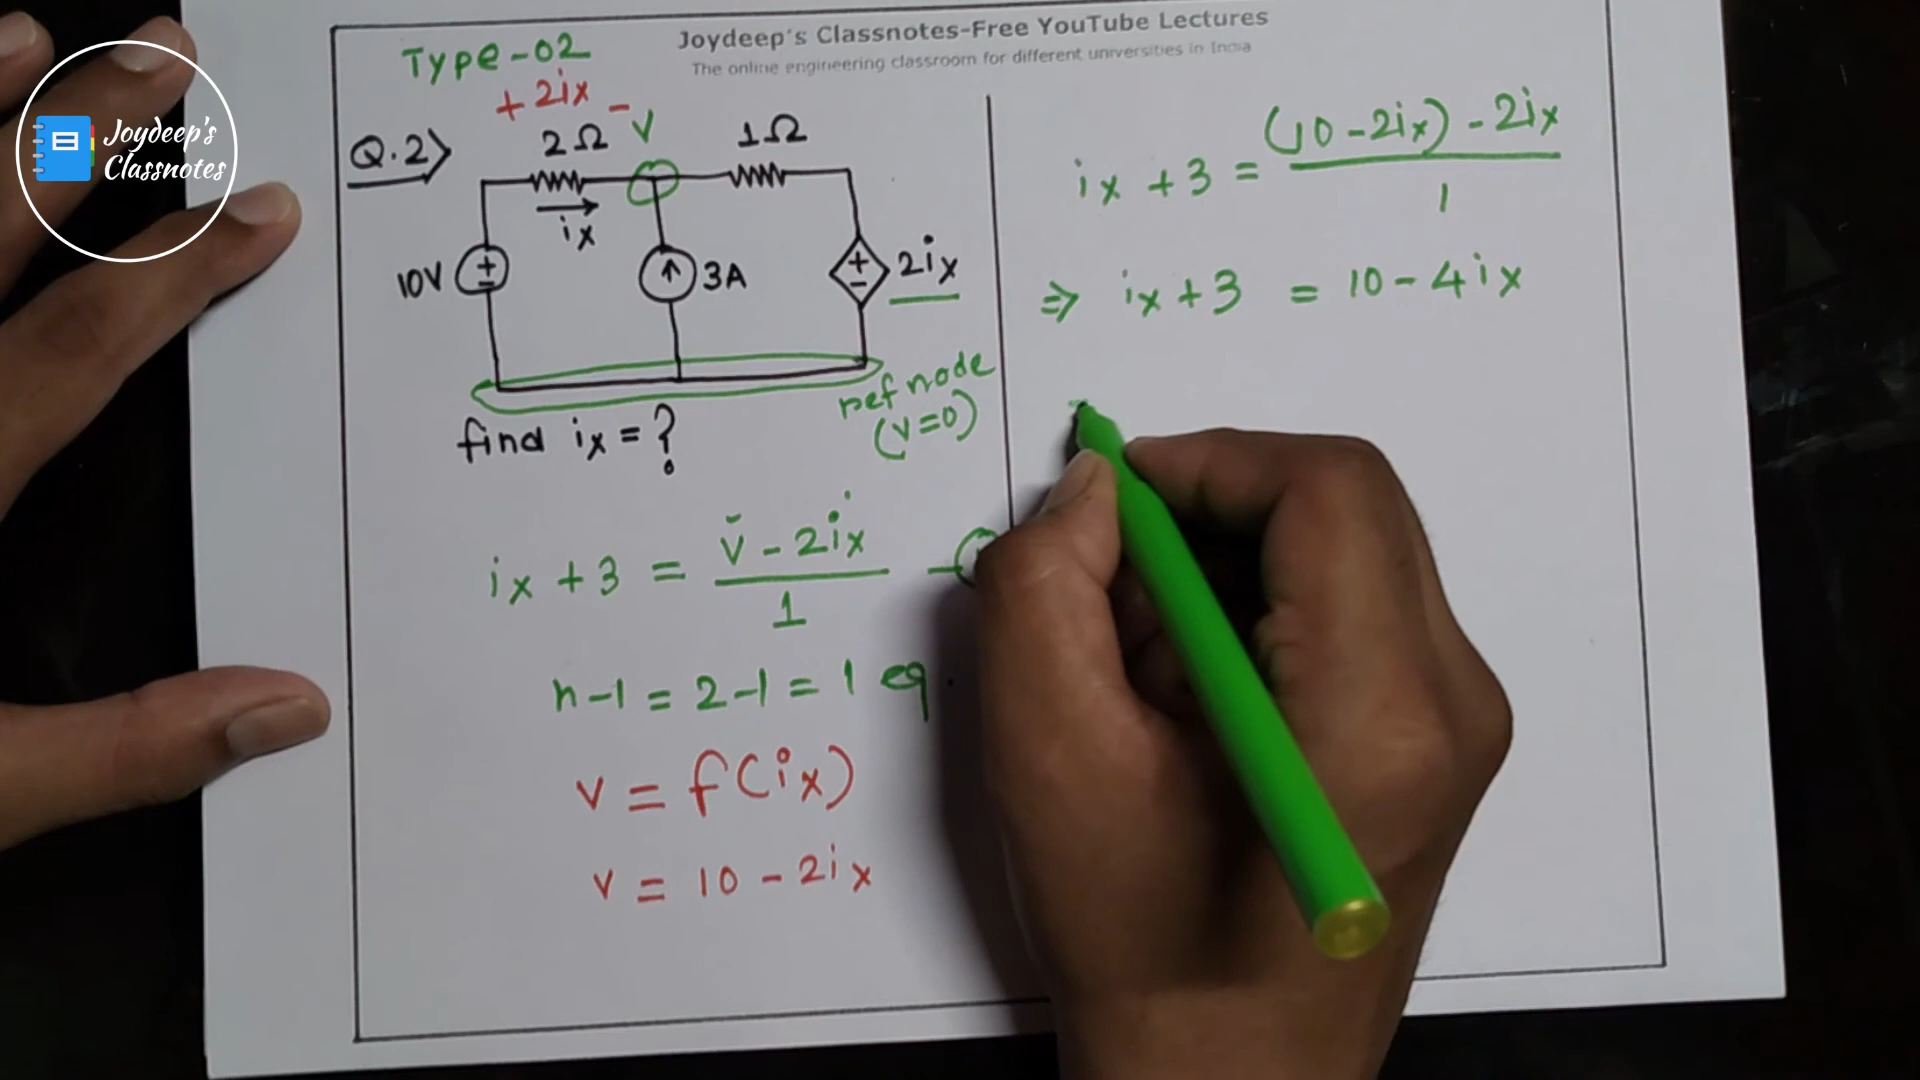 Joydeep's Classnotes-Free YouTube Lectures
The online engineering classroom for different universities in India
Joydeep's
Classnotes
Type-02
+ 2ix -
Q.2)
2Ω V 1Ω
ix
10V + - 3A + - 2ix
ref node
(v=0)
find ix = ?
ix + 3 = v - 2ix / 1
n-1 = 2-1 = 1 eq.
v = f(ix)
v = 10 - 2ix
ix + 3 = (10 - 2ix) - 2ix / 1
⇒ ix + 3 = 10 - 4ix